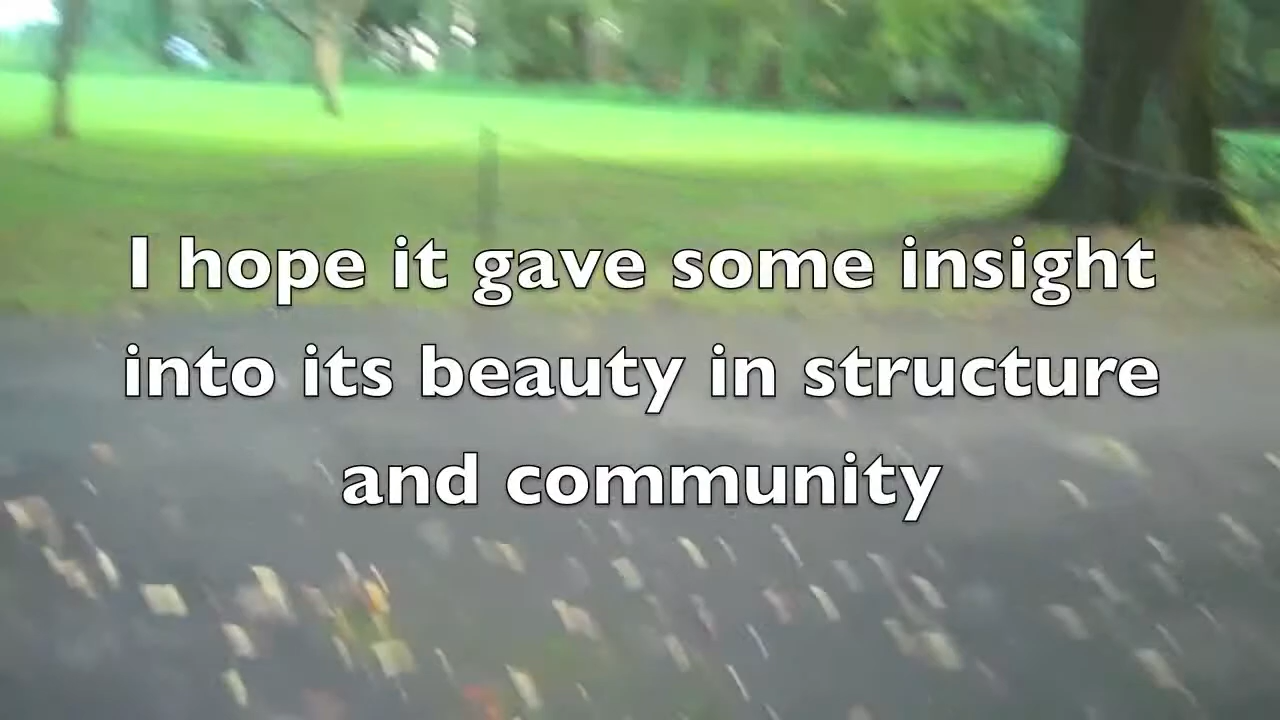 I hope it gave some insight
into its beauty in structure
and community